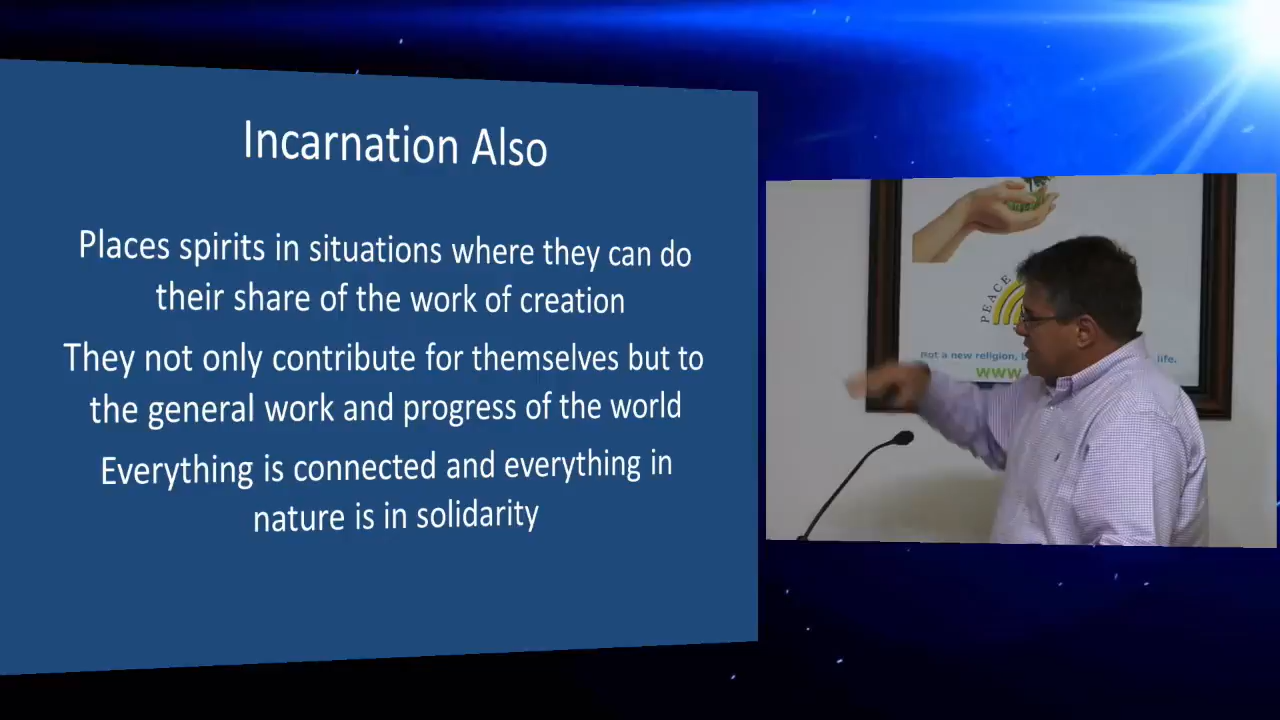 Incarnation Also
Places spirits in situations where they can do
their share of the work of creation
They not only contribute for themselves but to
the general work and progress of the world
Everything is connected and everything in
nature is in solidarity
PEACE
not a new religion,
life.
www.